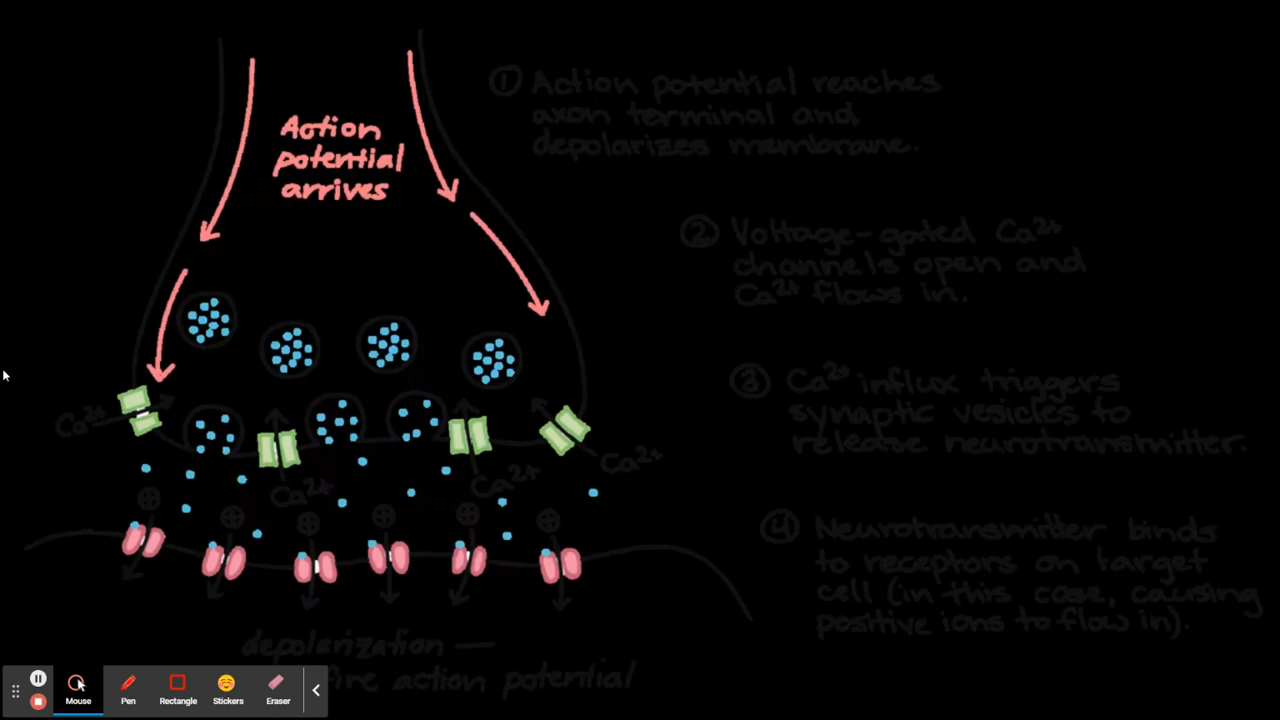 Action
potential
arrives
① Action potential reaches
axon terminal and
depolarizes membrane.
② Voltage-gated Ca²⁺
channels open and
Ca²⁺ flows in.
③ Ca²⁺ influx triggers
synaptic vesicles to
release neurotransmitter.
④ Neurotransmitter binds
to receptors on target
cell (in this case, causing
positive ions to flow in).
Ca²⁺
Ca²⁺
Ca²⁺
Ca²⁺
depolarization —
fire action potential
Mouse
Pen
Rectangle
Stickers
Eraser